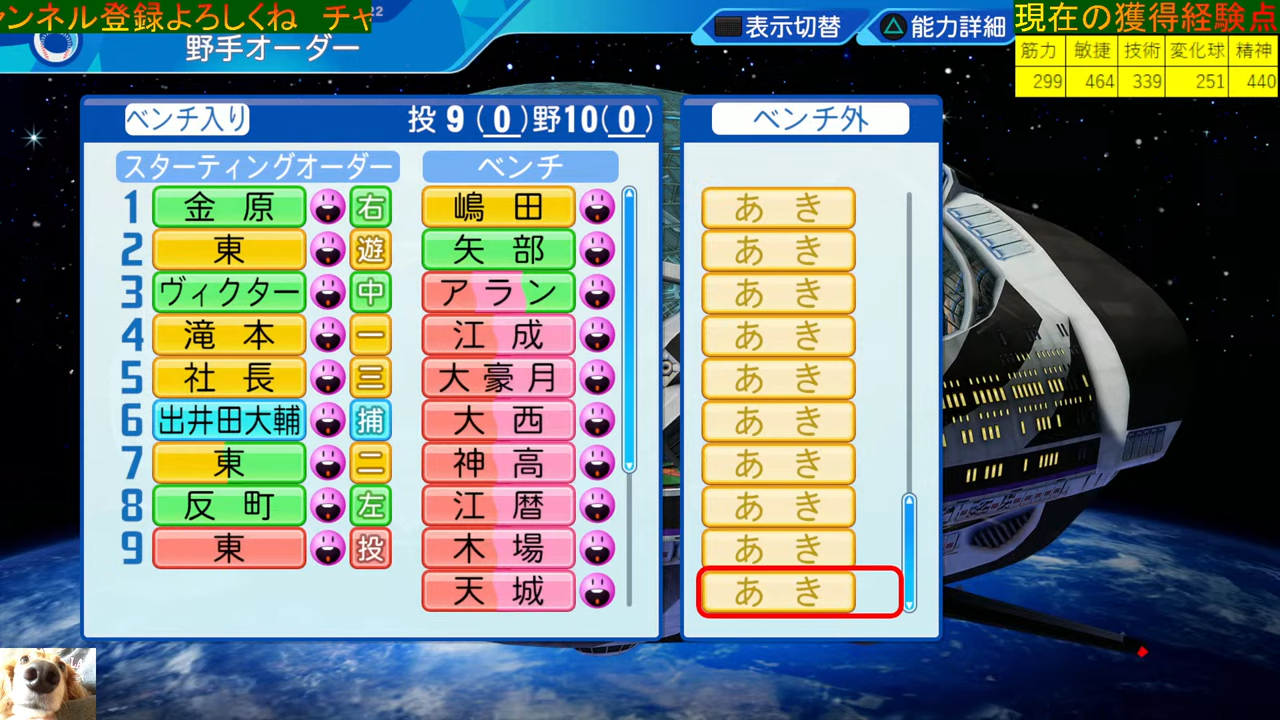 ンネル登録よろしくね チャ
22
野手オーダー
表示切替
能力詳細
現在の獲得経験点
筋力 敏捷 技術 変化球 精神
299 464 339 251 440
ベンチ入り 投9(0)野10(0)
ベンチ外
スターティングオーダー
ベンチ
1 金原 右
2 東 遊
3 ヴィクター 中
4 滝本 一
5 社長 三
6 出井田大輔 捕
7 東 二
8 反町 左
9 東 投
嶋田
矢部
アラン
江成
大豪月
大西
神高
江暦
木場
天城
あき
あき
あき
あき
あき
あき
あき
あき
あき
あき